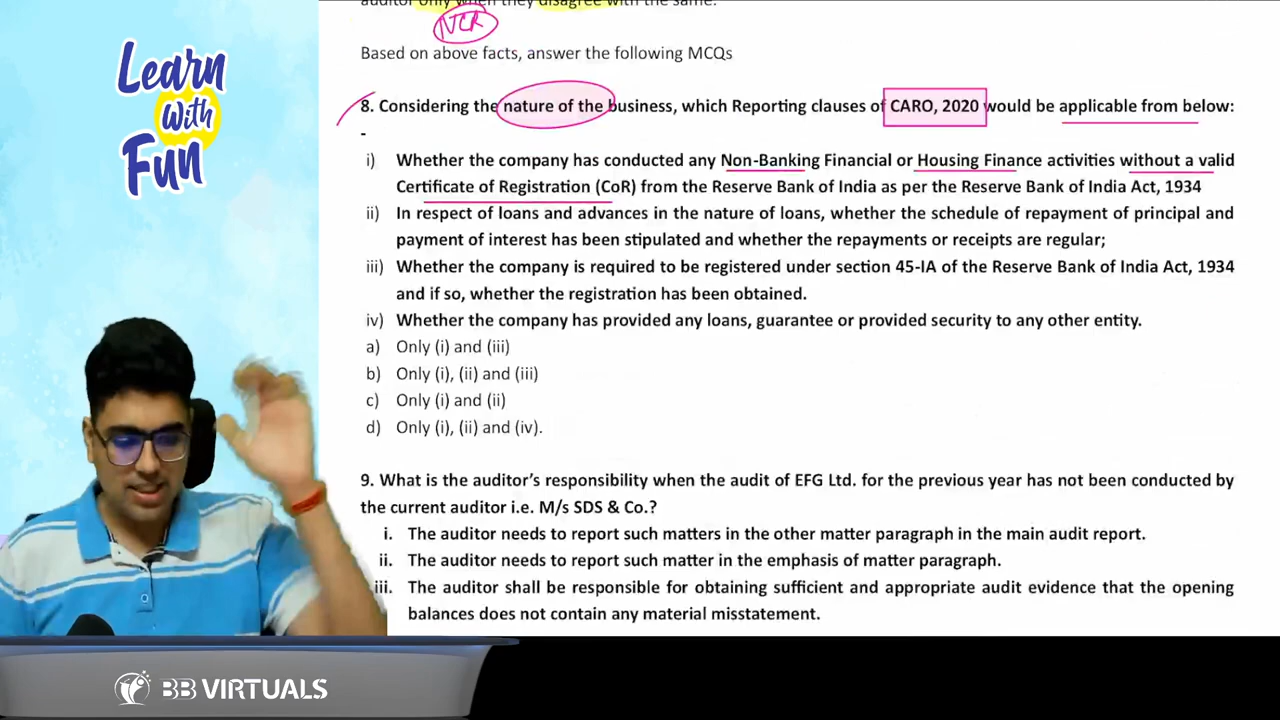 Learn
With
Fun
auditor only when they disagree with the same.
NCR
Based on above facts, answer the following MCQs
8. Considering the nature of the business, which Reporting clauses of CARO, 2020 would be applicable from below:
-
i) Whether the company has conducted any Non-Banking Financial or Housing Finance activities without a valid
Certificate of Registration (CoR) from the Reserve Bank of India as per the Reserve Bank of India Act, 1934
ii) In respect of loans and advances in the nature of loans, whether the schedule of repayment of principal and
payment of interest has been stipulated and whether the repayments or receipts are regular;
iii) Whether the company is required to be registered under section 45-IA of the Reserve Bank of India Act, 1934
and if so, whether the registration has been obtained.
iv) Whether the company has provided any loans, guarantee or provided security to any other entity.
a) Only (i) and (iii)
b) Only (i), (ii) and (iii)
c) Only (i) and (ii)
d) Only (i), (ii) and (iv).
9. What is the auditor's responsibility when the audit of EFG Ltd. for the previous year has not been conducted by
the current auditor i.e. M/s SDS & Co.?
i. The auditor needs to report such matters in the other matter paragraph in the main audit report.
ii. The auditor needs to report such matter in the emphasis of matter paragraph.
iii. The auditor shall be responsible for obtaining sufficient and appropriate audit evidence that the opening
balances does not contain any material misstatement.
BB VIRTUALS